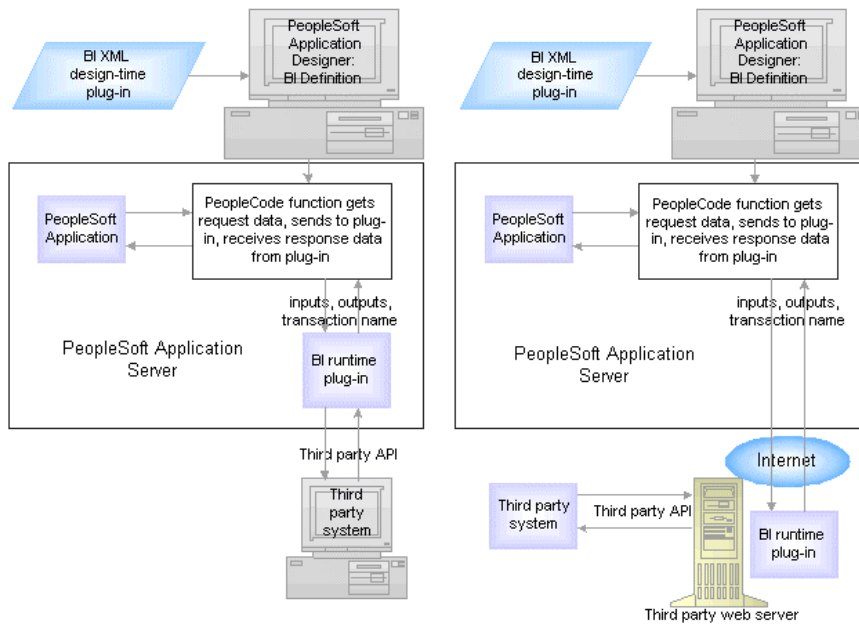 BI XML
design-time
plug-in
PeopleSoft
Application
Designer:
BI Definition
PeopleSoft
Application
PeopleCode function gets
request data, sends to plug-
in, receives response data
from plug-in
inputs, outputs,
transaction name
PeopleSoft Application
Server
BI runtime
plug-in
Third party API
Third
party
system
BI XML
design-time
plug-in
PeopleSoft
Application
Designer:
BI Definition
PeopleSoft
Application
PeopleCode function gets
request data, sends to plug-
in, receives response data
from plug-in
inputs, outputs,
transaction name
PeopleSoft Application
Server
Internet
Third party
system
Third party API
BI runtime
plug-in
Third party web server